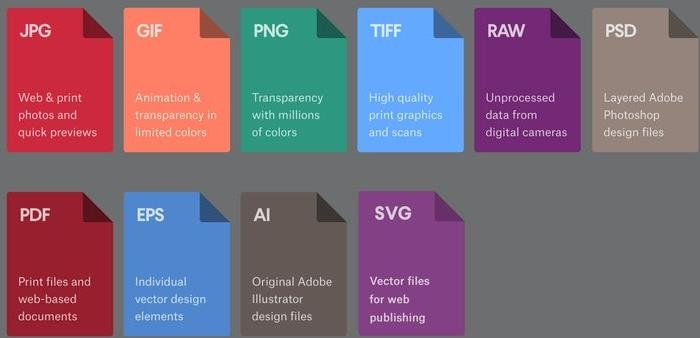 JPG
Web & print
photos and
quick previews
GIF
Animation &
transparency in
limited colors
PNG
Transparency
with millions
of colors
TIFF
High quality
print graphics
and scans
RAW
Unprocessed
data from
digital cameras
PSD
Layered Adobe
Photoshop
design files
PDF
Print files and
web-based
documents
EPS
Individual
vector design
elements
AI
Original Adobe
Illustrator
design files
SVG
Vector files
for web
publishing